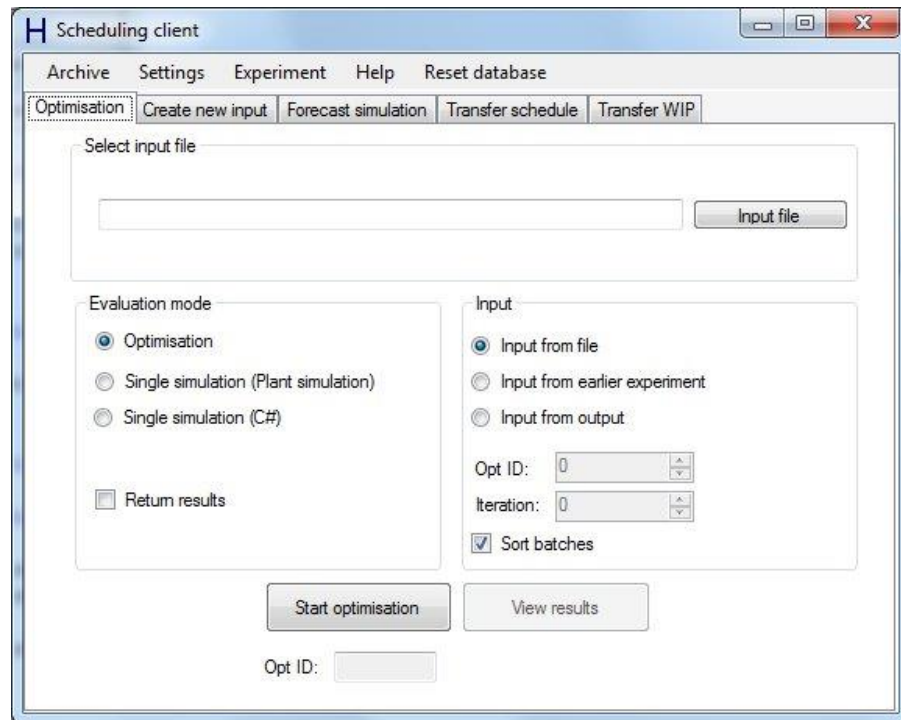 H Scheduling client
Archive Settings Experiment Help Reset database
Optimisation Create new input Forecast simulation Transfer schedule Transfer WIP
Select input file
Input file
Evaluation mode
Optimisation
Single simulation (Plant simulation)
Single simulation (C#)
Return results
Input
Input from file
Input from earlier experiment
Input from output
Opt ID: 0
Iteration: 0
Sort batches
Start optimisation View results
Opt ID: